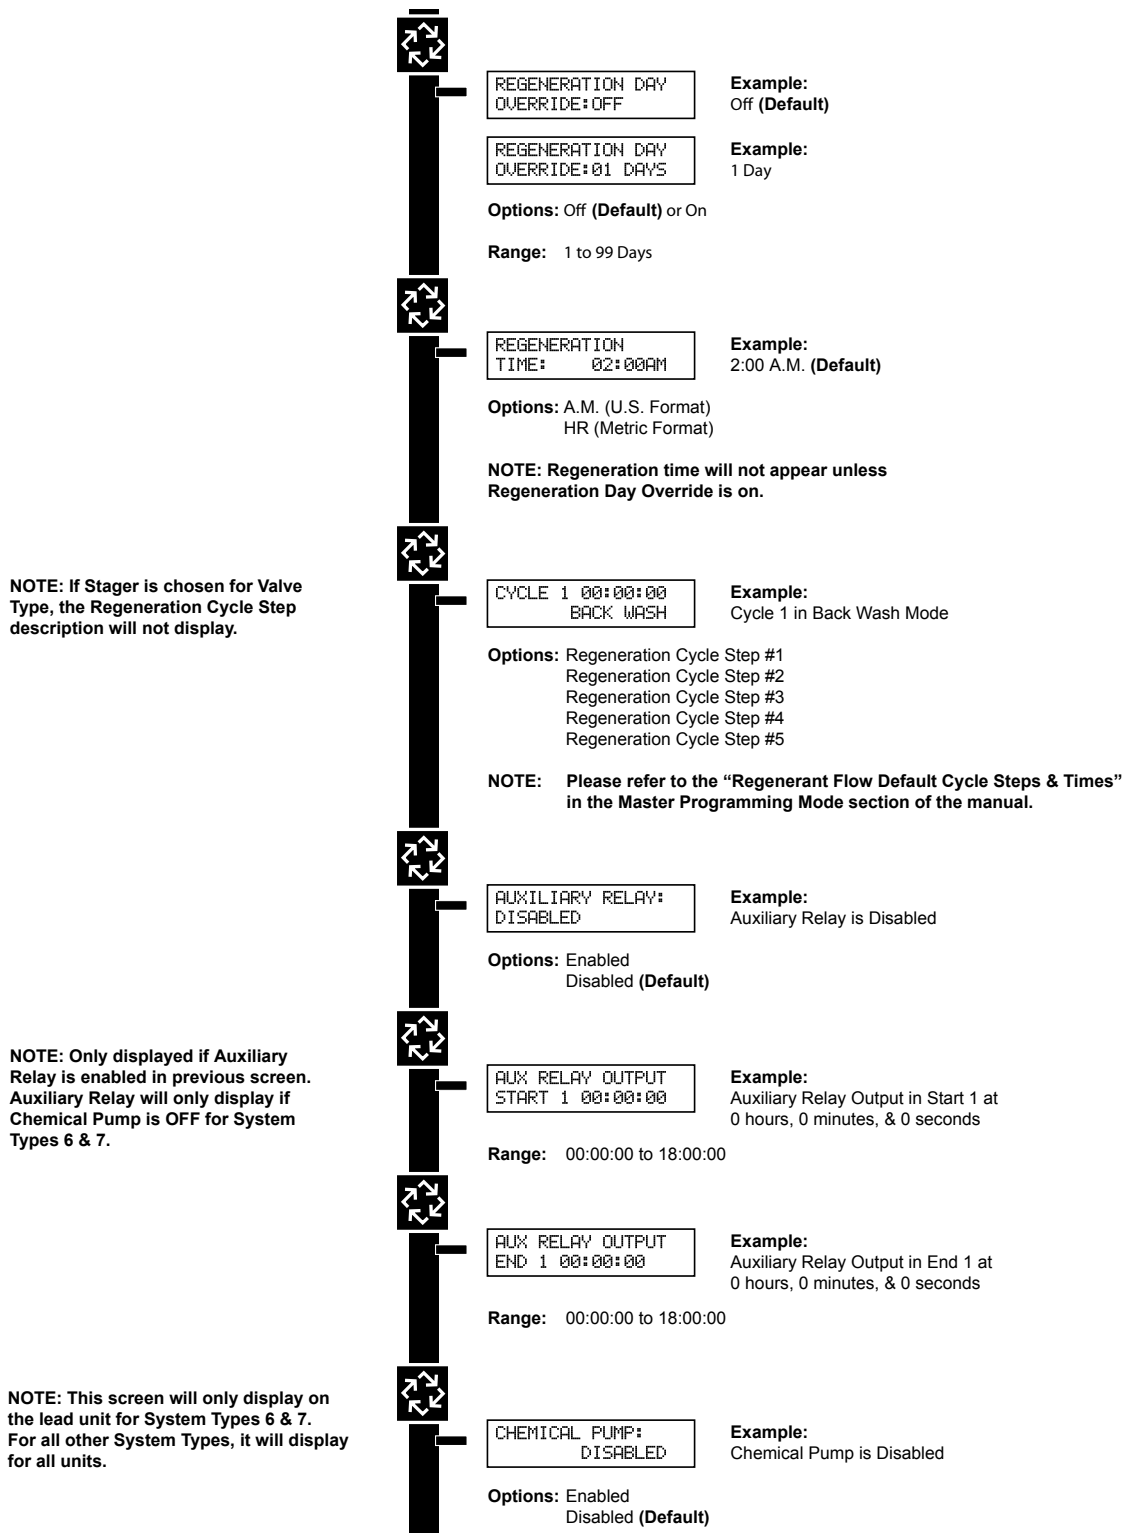 REGENERATION DAY
OVERRIDE:OFF
Example:
Off (Default)
REGENERATION DAY
OVERRIDE:01 DAYS
Example:
1 Day
Options: Off (Default) or On
Range: 1 to 99 Days
REGENERATION
TIME: 02:00AM
Example:
2:00 A.M. (Default)
Options: A.M. (U.S. Format)
HR (Metric Format)
NOTE: Regeneration time will not appear unless
Regeneration Day Override is on.
NOTE: If Stager is chosen for Valve
Type, the Regeneration Cycle Step
description will not display.
CYCLE 1 00:00:00
BACK WASH
Example:
Cycle 1 in Back Wash Mode
Options: Regeneration Cycle Step #1
Regeneration Cycle Step #2
Regeneration Cycle Step #3
Regeneration Cycle Step #4
Regeneration Cycle Step #5
NOTE: Please refer to the “Regenerant Flow Default Cycle Steps & Times”
in the Master Programming Mode section of the manual.
AUXILIARY RELAY:
DISABLED
Example:
Auxiliary Relay is Disabled
Options: Enabled
Disabled (Default)
NOTE: Only displayed if Auxiliary
Relay is enabled in previous screen.
Auxiliary Relay will only display if
Chemical Pump is OFF for System
Types 6 & 7.
AUX RELAY OUTPUT
START 1 00:00:00
Example:
Auxiliary Relay Output in Start 1 at
0 hours, 0 minutes, & 0 seconds
Range: 00:00:00 to 18:00:00
AUX RELAY OUTPUT
END 1 00:00:00
Example:
Auxiliary Relay Output in End 1 at
0 hours, 0 minutes, & 0 seconds
Range: 00:00:00 to 18:00:00
NOTE: This screen will only display on
the lead unit for System Types 6 & 7.
For all other System Types, it will display
for all units.
CHEMICAL PUMP:
DISABLED
Example:
Chemical Pump is Disabled
Options: Enabled
Disabled (Default)